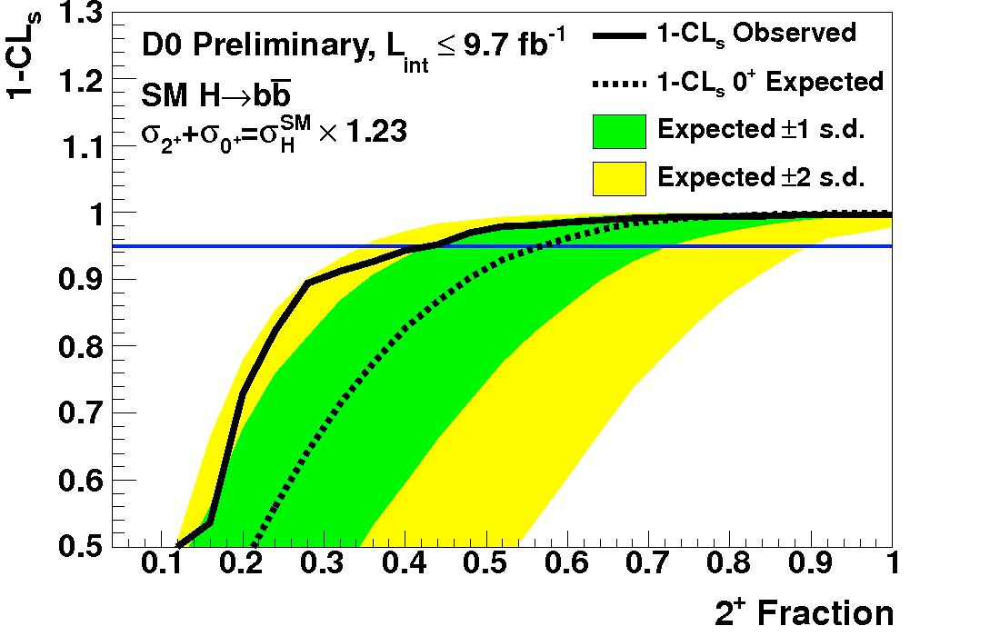 1.3
1.2
1.1
1
0.9
0.8
0.7
0.6
0.5
1-CLₛ
D0 Preliminary, L_int ≤ 9.7 fb⁻¹
SM H→bb̅
σ₂⁺+σ₀⁺=σ_H^SM × 1.23
1-CLₛ Observed
1-CLₛ 0⁺ Expected
Expected ±1 s.d.
Expected ±2 s.d.
0.1 0.2 0.3 0.4 0.5 0.6 0.7 0.8 0.9 1
2⁺ Fraction